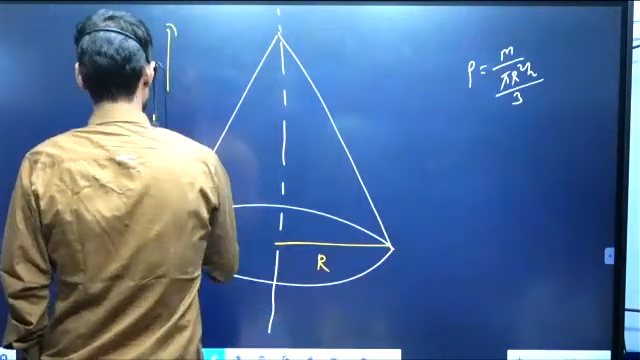 ρ = m / (πR²h / 3)
R